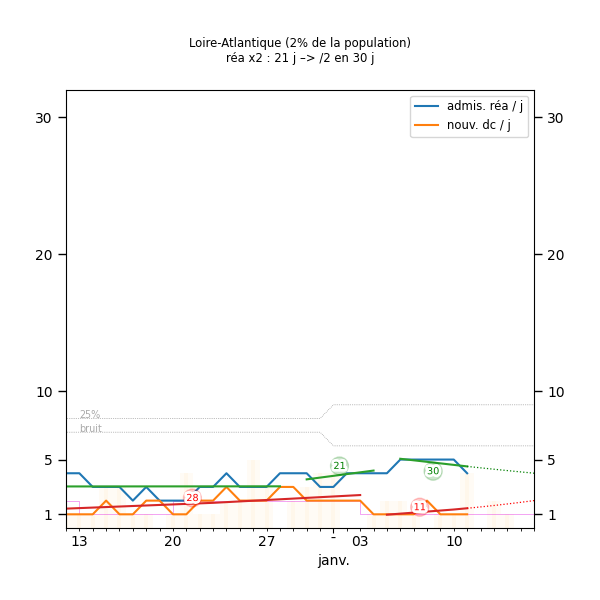 Loire-Atlantique (2% de la population)
réa x2 : 21 j –> /2 en 30 j
admis. réa / j
nouv. dc / j
30 30
20 20
10 10
25%
bruit
5 5
21
30
28
11
1 1
13 20 27 03 10
janv.